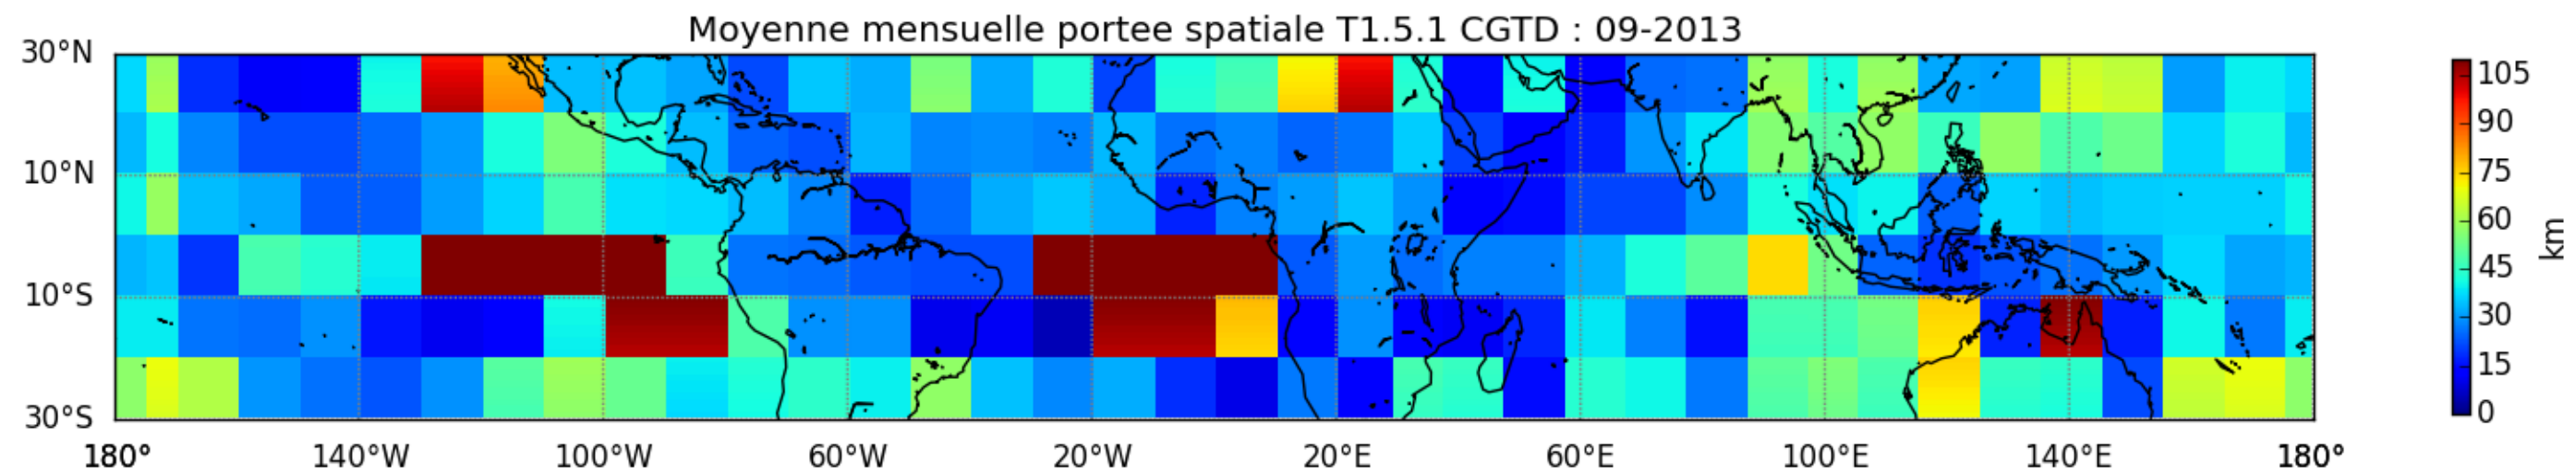 Moyenne mensuelle portee spatiale T1.5.1 CGTD : 09-2013
30°N
10°N
10°S
30°S
180° 140°W 100°W 60°W 20°W 20°E 60°E 100°E 140°E 180°
105
90
75
60
45
30
15
0
km